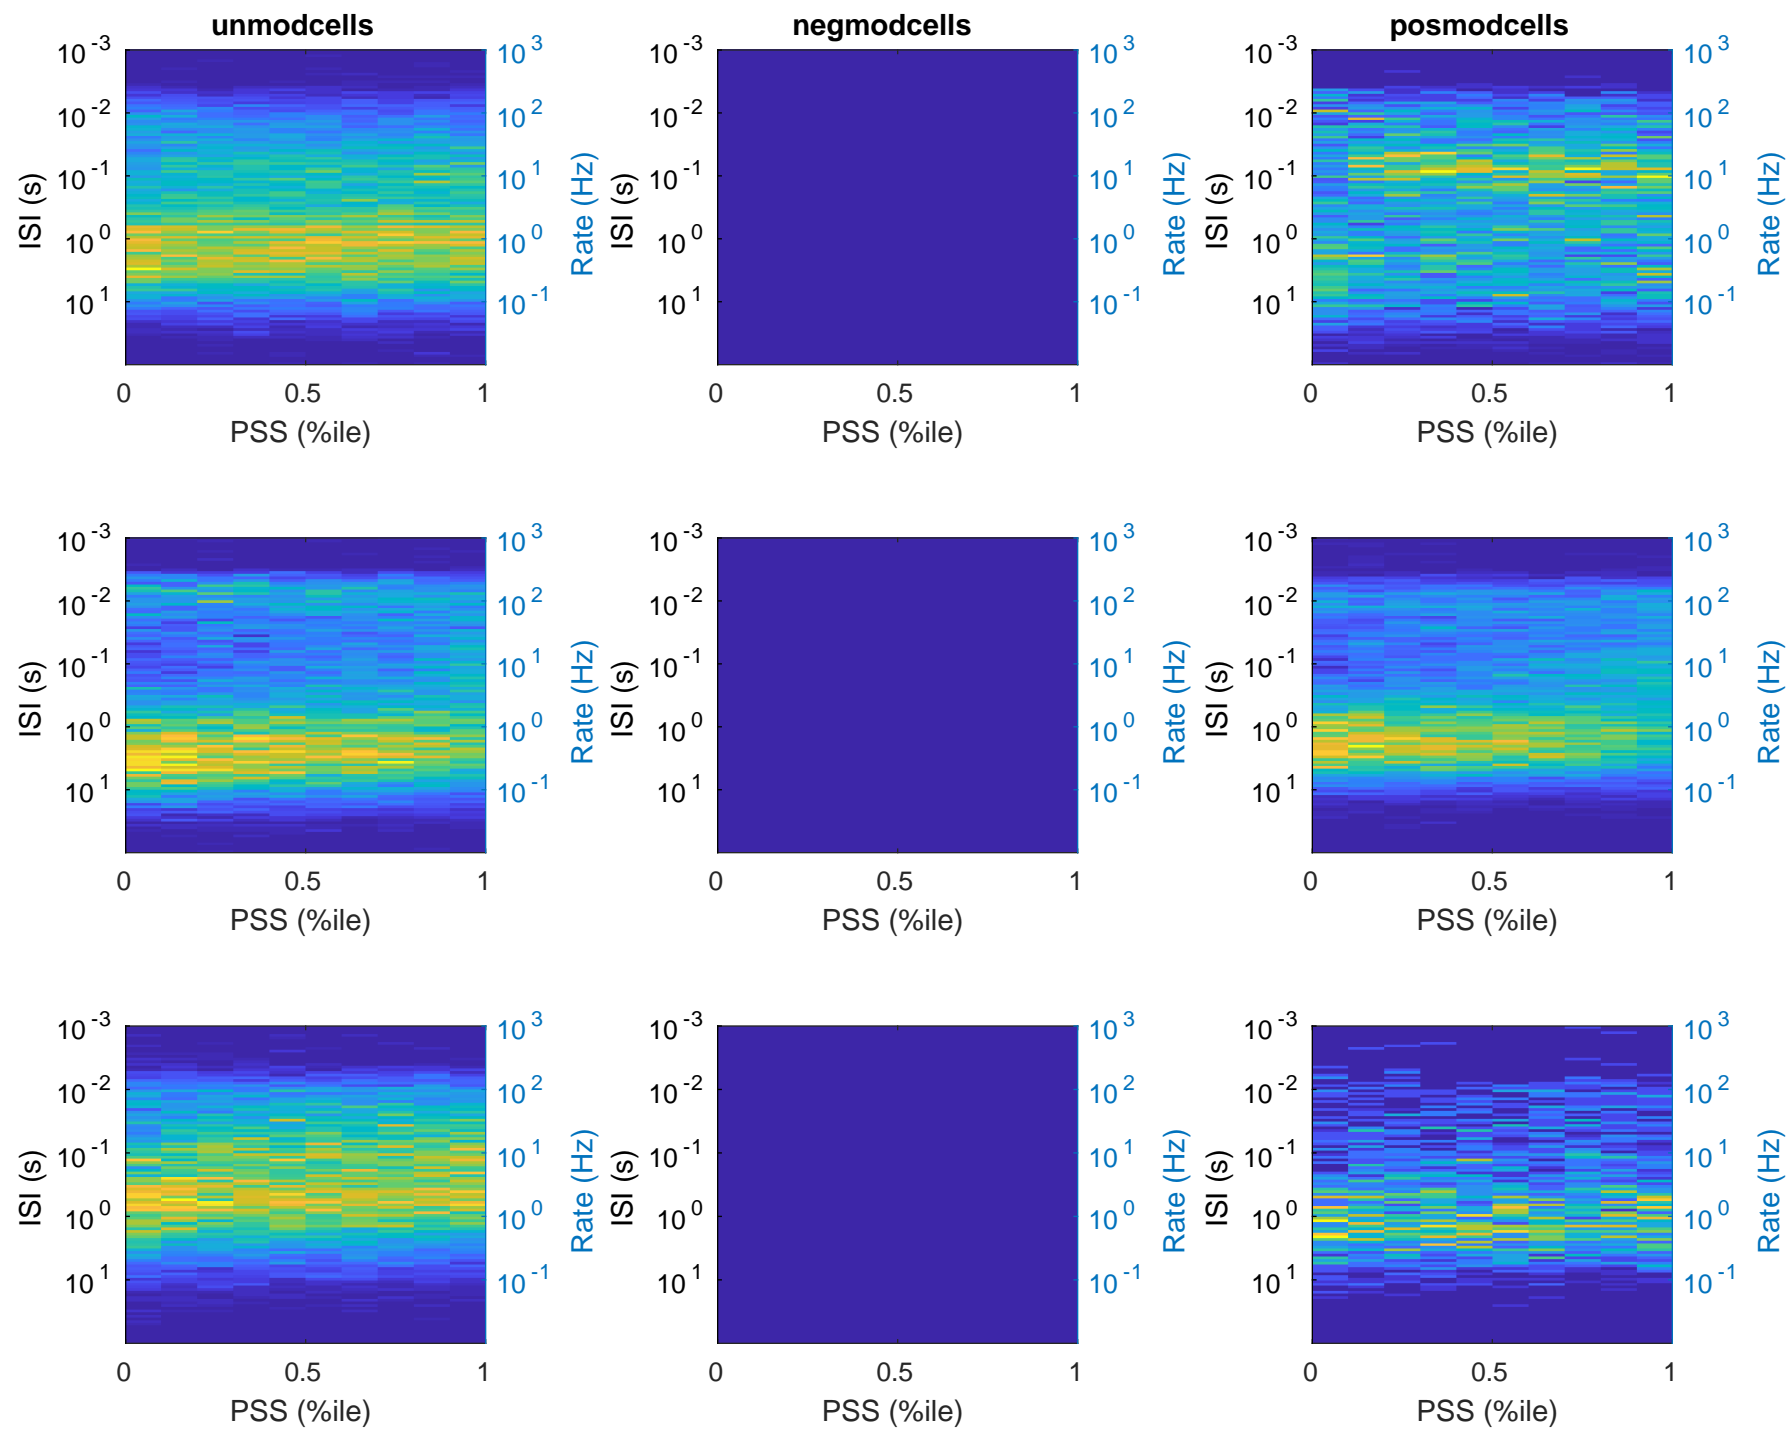 unmodcells negmodcells posmodcells
10^-3 10^3 10^-3 10^3 10^-3 10^3
10^-2 10^2 10^-2 10^2 10^-2 10^2
10^-1 10^1 10^-1 10^1 10^-1 10^1
ISI (s) Rate (Hz) ISI (s) Rate (Hz) ISI (s) Rate (Hz)
10^0 10^0 10^0 10^0 10^0 10^0
10^1 10^-1 10^1 10^-1 10^1 10^-1
0 0.5 1 0 0.5 1 0 0.5 1
PSS (%ile) PSS (%ile) PSS (%ile)
10^-3 10^3 10^-3 10^3 10^-3 10^3
10^-2 10^2 10^-2 10^2 10^-2 10^2
10^-1 10^1 10^-1 10^1 10^-1 10^1
ISI (s) Rate (Hz) ISI (s) Rate (Hz) ISI (s) Rate (Hz)
10^0 10^0 10^0 10^0 10^0 10^0
10^1 10^-1 10^1 10^-1 10^1 10^-1
0 0.5 1 0 0.5 1 0 0.5 1
PSS (%ile) PSS (%ile) PSS (%ile)
10^-3 10^3 10^-3 10^3 10^-3 10^3
10^-2 10^2 10^-2 10^2 10^-2 10^2
10^-1 10^1 10^-1 10^1 10^-1 10^1
ISI (s) Rate (Hz) ISI (s) Rate (Hz) ISI (s) Rate (Hz)
10^0 10^0 10^0 10^0 10^0 10^0
10^1 10^-1 10^1 10^-1 10^1 10^-1
0 0.5 1 0 0.5 1 0 0.5 1
PSS (%ile) PSS (%ile) PSS (%ile)